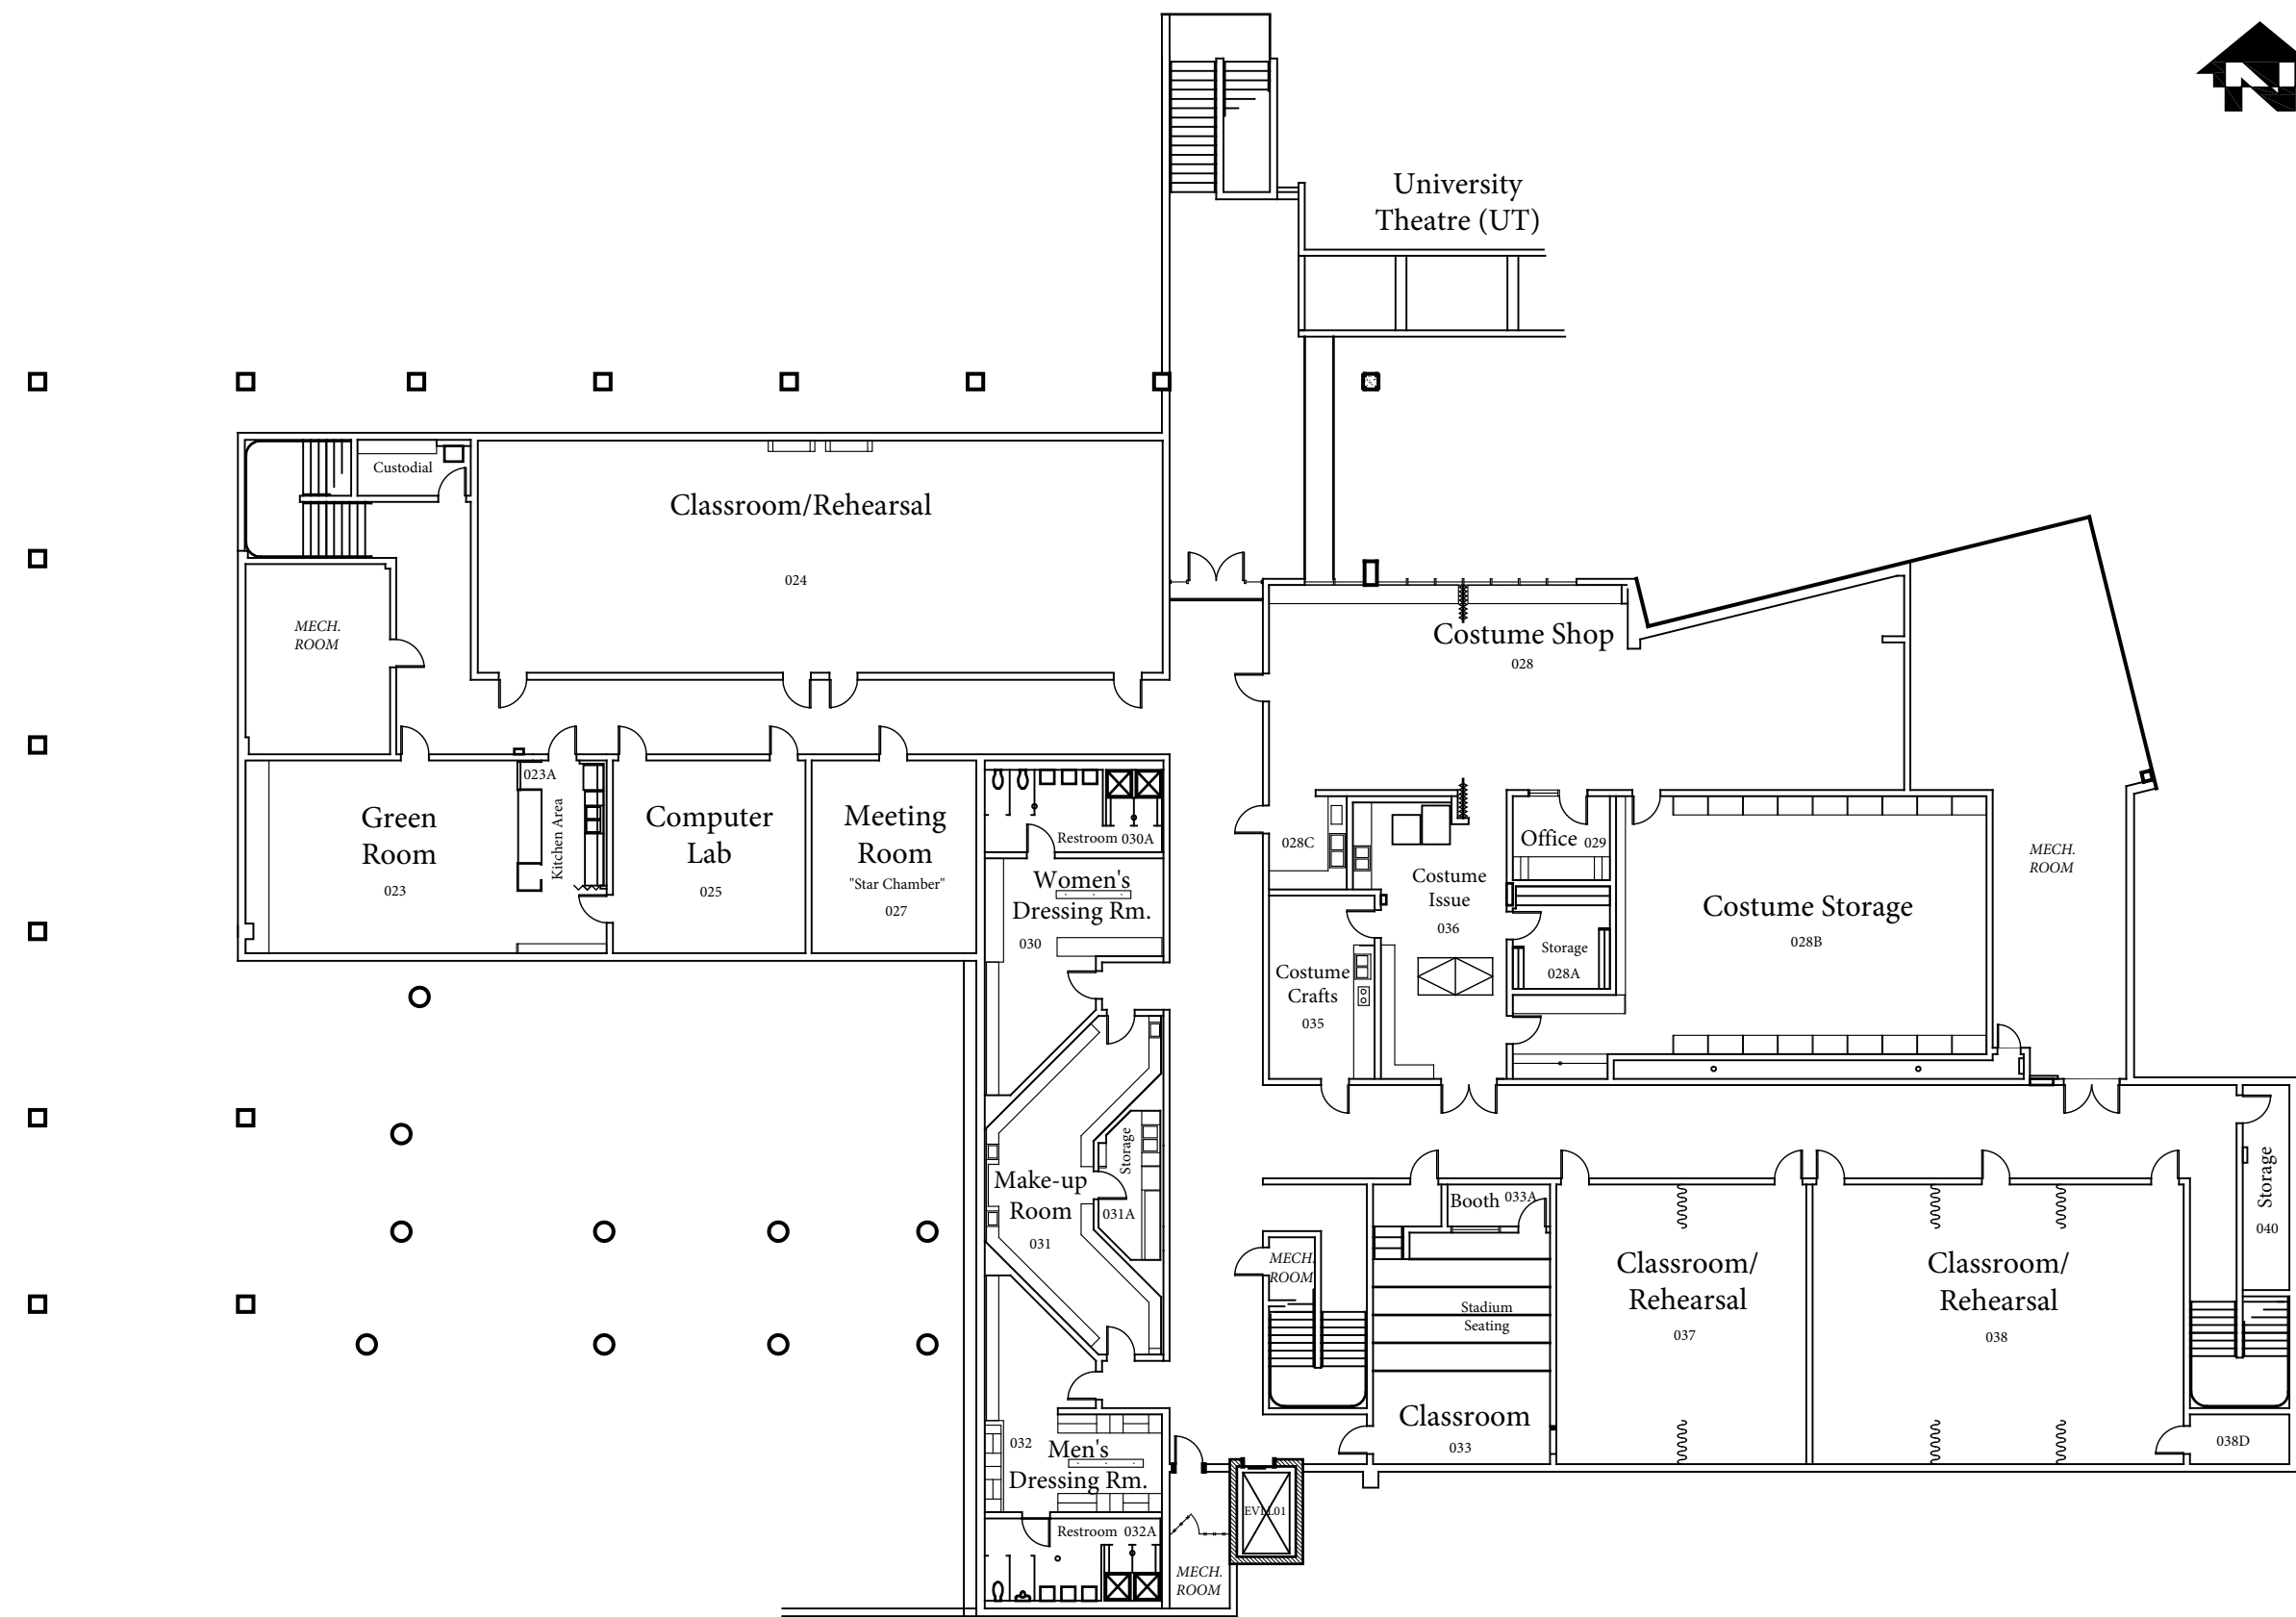 N
University
Theatre (UT)
Custodial
Classroom/Rehearsal
024
MECH.
ROOM
Costume Shop
028
023A
Kitchen Area
Green
Room
023
Computer
Lab
025
Meeting
Room
"Star Chamber"
027
Restroom 030A
Women's
Dressing Rm.
030
028C
Costume
Issue
036
Office 029
Storage
028A
Costume Storage
028B
MECH.
ROOM
Costume
Crafts
035
Make-up
Room
031
Storage
031A
Booth 033A
MECH.
ROOM
Stadium
Seating
Classroom
033
Classroom/
Rehearsal
037
Classroom/
Rehearsal
038
Storage
040
038D
032
Men's
Dressing Rm.
Restroom 032A
MECH.
ROOM